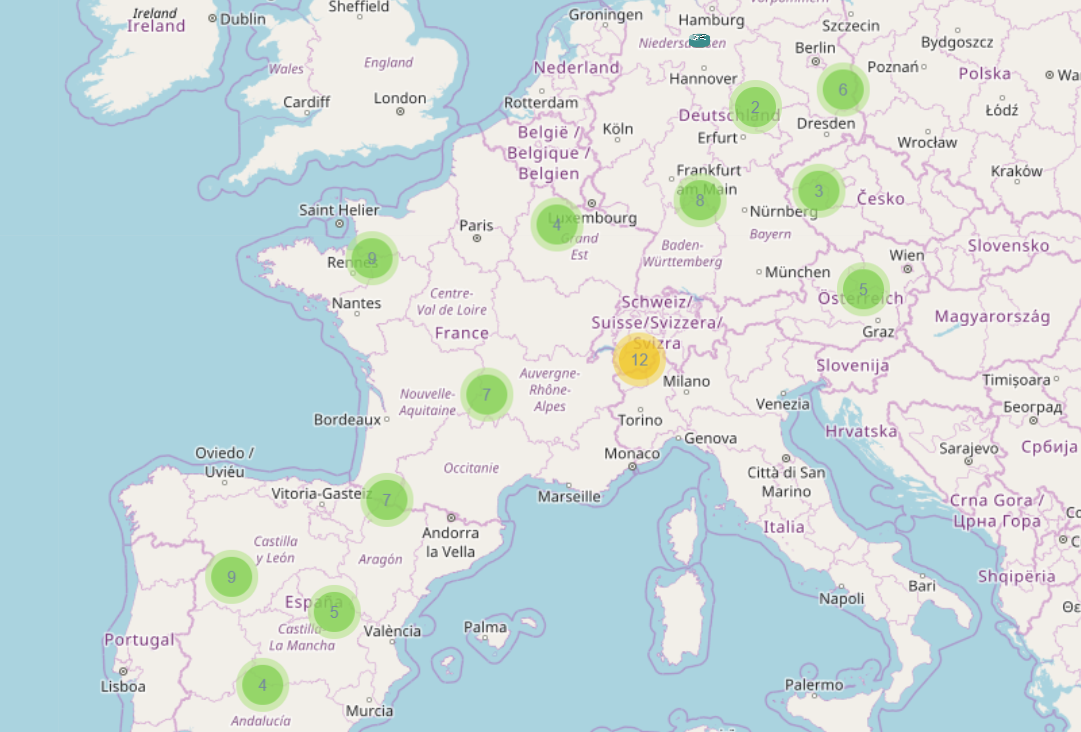 Sheffield
Groningen
Hamburg
Vorpommern
Ireland
Ireland
Dublin
Szczecin
Niedersachsen
Berlin
Bydgoszcz
Wales
England
Nederland
Hannover
Poznań
Polska
Cardiff
London
Rotterdam
6
2
Deutschland
Łódź
België /
Belgique /
Belgien
Köln
Erfurt
Dresden
Wrocław
Frankfurt
am Main
Kraków
8
3
Česko
Saint Helier
Paris
4
Luxembourg
Grand
Est
Nürnberg
Bayern
Baden-
Württemberg
Slovensko
9
Rennes
München
Wien
5
Österreich
Nantes
Centre-
Val de Loire
France
Schweiz/
Suisse/Svizzera/
Svizra
Graz
Magyarország
12
Slovenija
Auvergne-
Rhône-
Alpes
Milano
Timișoara
7
Nouvelle-
Aquitaine
Venezia
Београд
Bordeaux
Torino
Genova
Hrvatska
Sarajevo
Србија
Oviedo /
Uviéu
Occitanie
Monaco
Città di San
Marino
Vitoria-Gasteiz
7
Marseille
Crna Gora /
Црна Гора
Andorra
la Vella
Italia
Castilla
y León
Aragón
9
Shqipëria
Bari
Napoli
España
5
Castilla-
La Mancha
València
Palma
Portugal
Lisboa
4
Andalucía
Murcia
Palermo